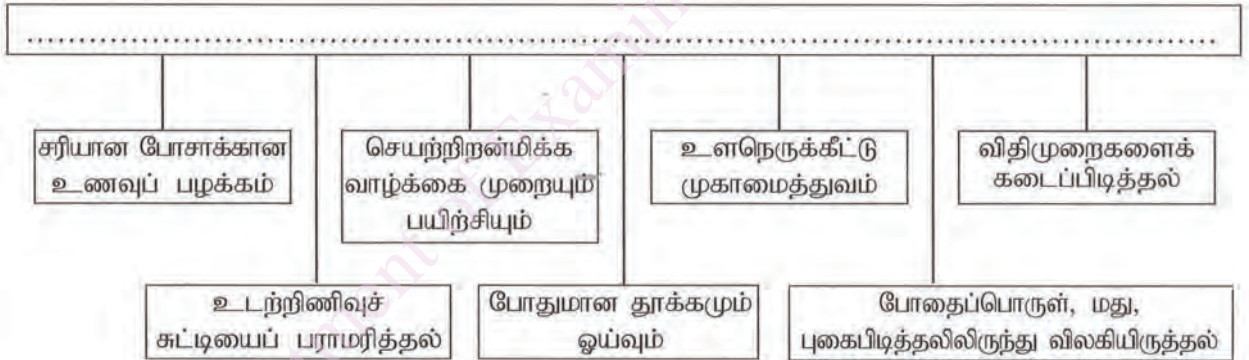 ................................................................................
சரியான போசாக்கான
உணவுப் பழக்கம்
செயற்றிறன்மிக்க
வாழ்க்கை முறையும்
பயிற்சியும்
உளநெருக்கீட்டு
முகாமைத்துவம்
விதிமுறைகளைக்
கடைப்பிடித்தல்
உடற்றிணிவுச்
சுட்டியைப் பராமரித்தல்
போதுமான தூக்கமும்
ஓய்வும்
போதைப்பொருள், மது,
புகைபிடித்தலிலிருந்து விலகியிருத்தல்